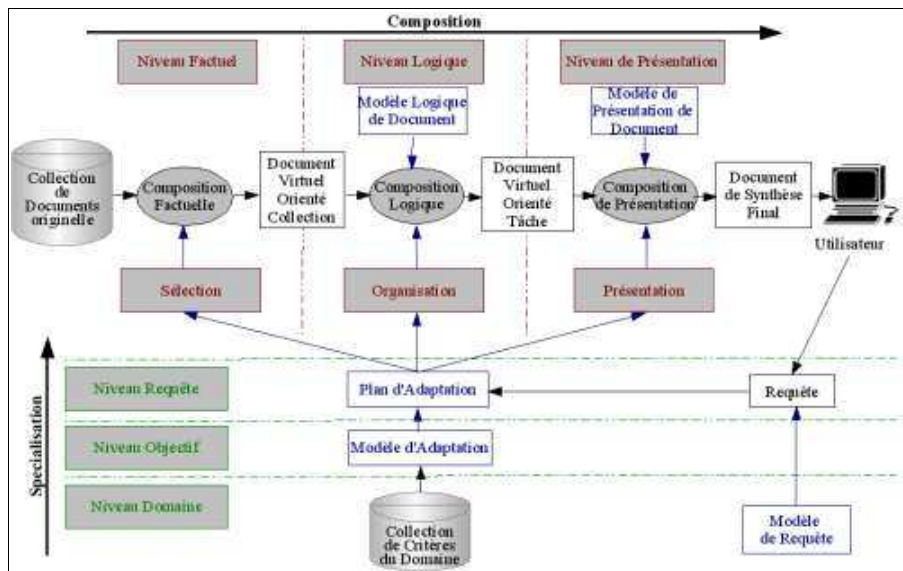 Composition
Niveau Factuel
Niveau Logique
Niveau de Présentation
Modèle Logique
de Document
Modèle de
Présentation de
Document
Collection
de
Documents
originelle
Composition
Factuelle
Document
Virtuel
Orienté
Collection
Composition
Logique
Document
Virtuel
Orienté
Tâche
Composition
de Présentation
Document
de Synthèse
Final
Utilisateur
Sélection
Organisation
Présentation
Specialisation
Niveau Requête
Plan d'Adaptation
Requête
Niveau Objectif
Modèle d'Adaptation
Niveau Domaine
Collection
de Critères
du Domaine
Modèle
de Requête